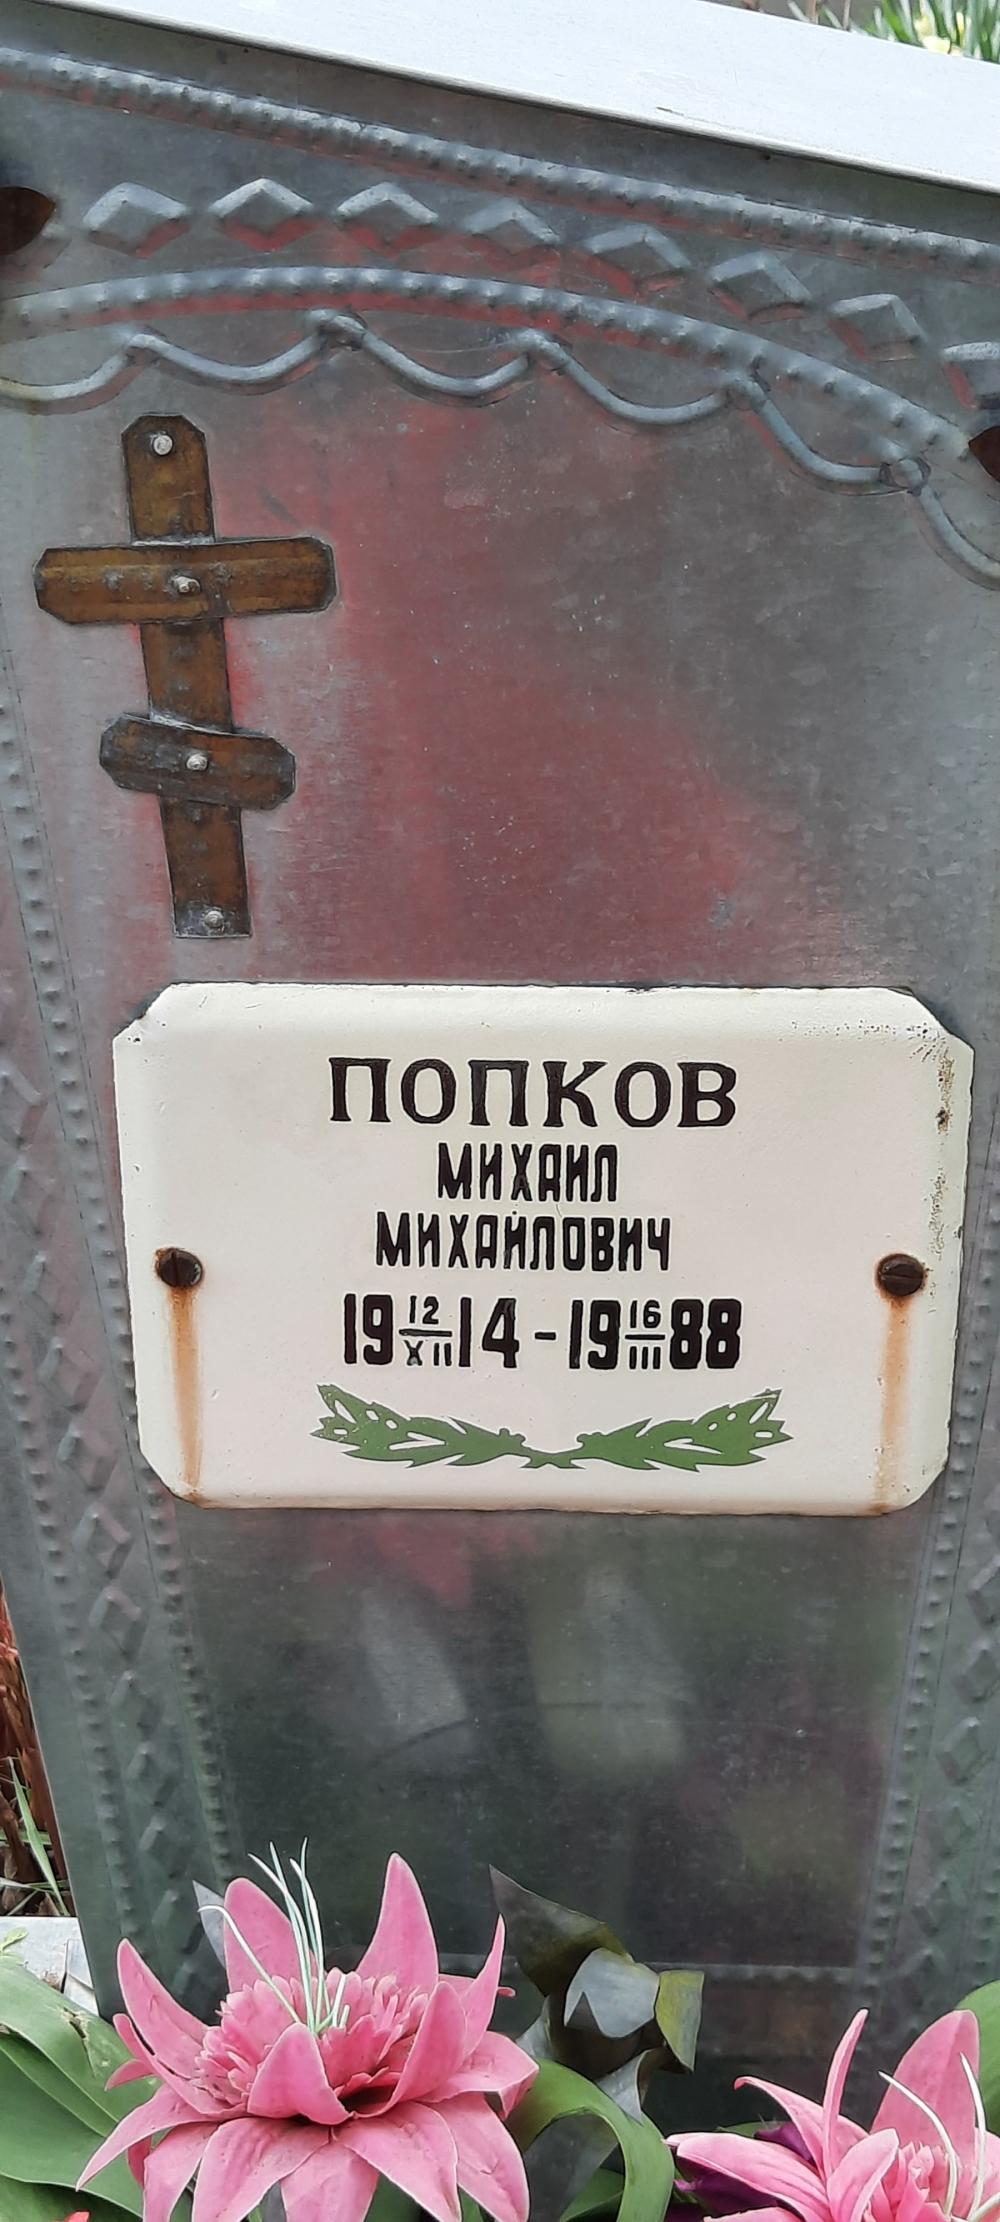 ПОПКОВ
МИХАИЛ
МИХАЙЛОВИЧ
19 12/XII 14 - 19 16/III 88